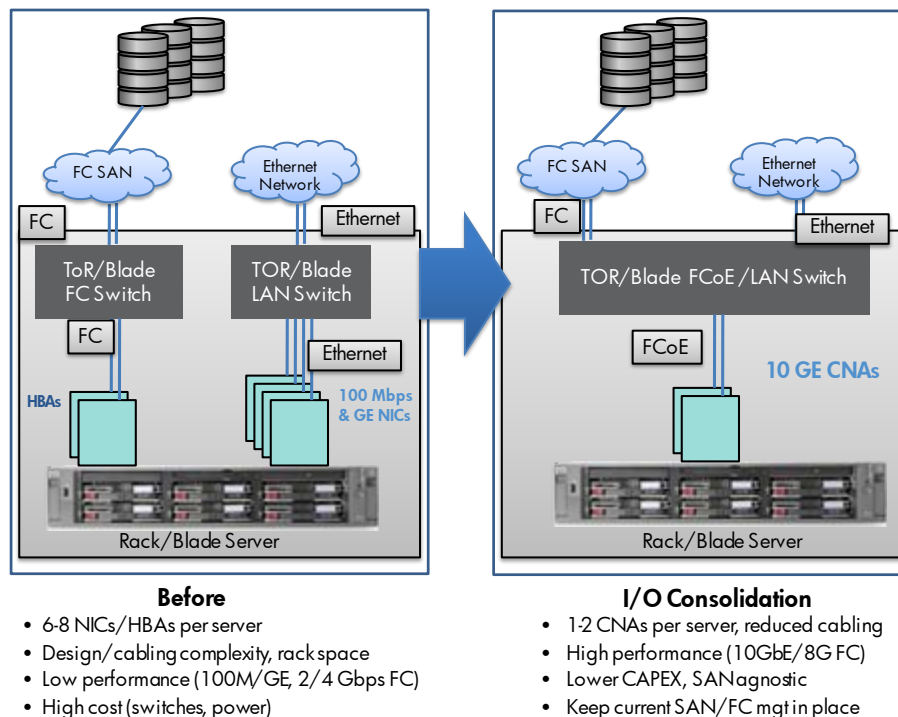 FC SAN
Ethernet
Network
FC
Ethernet
ToR/Blade
FC Switch
TOR/Blade
LAN Switch
FC
Ethernet
HBAs
100 Mbps
& GE NICs
Rack/Blade Server
Before
• 6-8 NICs/HBAs per server
• Design/cabling complexity, rack space
• Low performance (100M/GE, 2/4 Gbps FC)
• High cost (switches, power)
FC SAN
Ethernet
Network
FC
Ethernet
TOR/Blade FCoE /LAN Switch
FCoE
10 GE CNAs
Rack/Blade Server
I/O Consolidation
• 1-2 CNAs per server, reduced cabling
• High performance (10GbE/8G FC)
• Lower CAPEX, SAN agnostic
• Keep current SAN/FC mgt in place